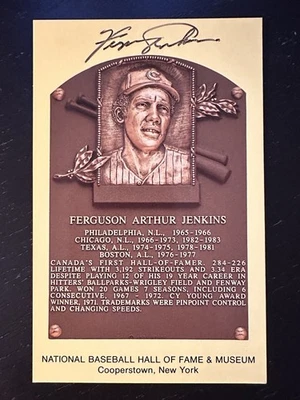 Fergie Jenkins
FERGUSON ARTHUR JENKINS
PHILADELPHIA, N.L., 1965-1966
CHICAGO, N.L., 1966-1973, 1982-1983
TEXAS, A.L., 1974-1975, 1978-1981
BOSTON, A.L., 1976-1977
CANADA'S FIRST HALL-OF-FAMER. 284-226
LIFETIME WITH 3,192 STRIKEOUTS AND 3.34 ERA
DESPITE PLAYING 12 OF HIS 19 YEAR CAREER IN
HITTERS' BALLPARKS-WRIGLEY FIELD AND FENWAY
PARK. WON 20 GAMES 7 SEASONS, INCLUDING 6
CONSECUTIVE, 1967 - 1972. CY YOUNG AWARD
WINNER, 1971. TRADEMARKS WERE PINPOINT CONTROL
AND CHANGING SPEEDS.
NATIONAL BASEBALL HALL OF FAME & MUSEUM
Cooperstown, New York